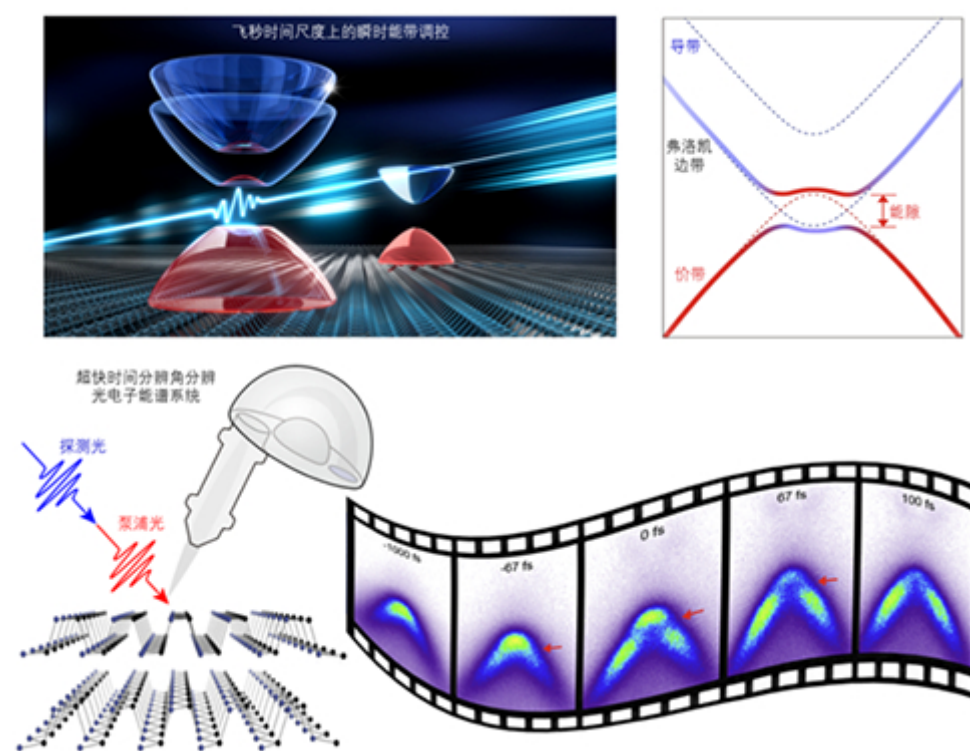 飞秒时间尺度上的瞬时能带调控
导带
弗洛凯
边带
能隙
价带
超快时间分辨角分辨
光电子能谱系统
探测光
泵浦光
-1000 fs
-67 fs
0 fs
67 fs
100 fs